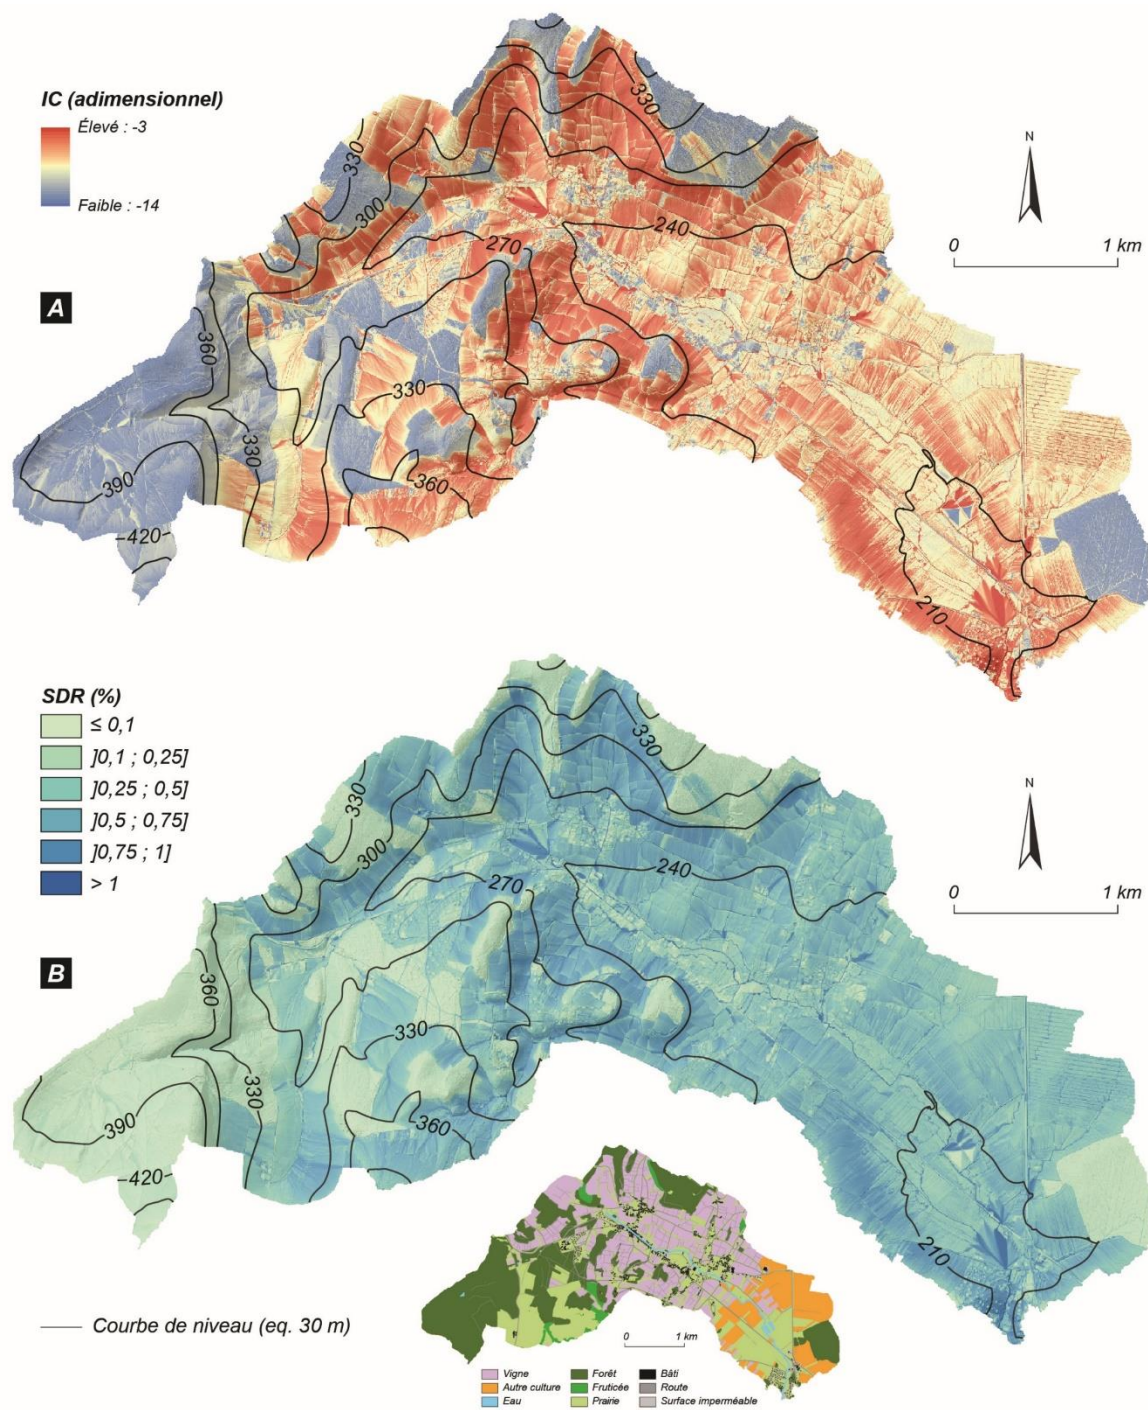 IC (adimensionnel)
Élevé : -3
Faible : -14
330
330
300
240
270
360
330
330
390
360
420
210
N
0 1 km
A
SDR (%)
≤ 0,1
]0,1 ; 0,25]
]0,25 ; 0,5]
]0,5 ; 0,75]
]0,75 ; 1]
> 1
330
330
300
240
270
360
330
330
390
360
420
210
N
0 1 km
B
Courbe de niveau (eq. 30 m)
0 1 km
Vigne Forêt Bâti
Autre culture Fruticée Route
Eau Prairie Surface imperméable